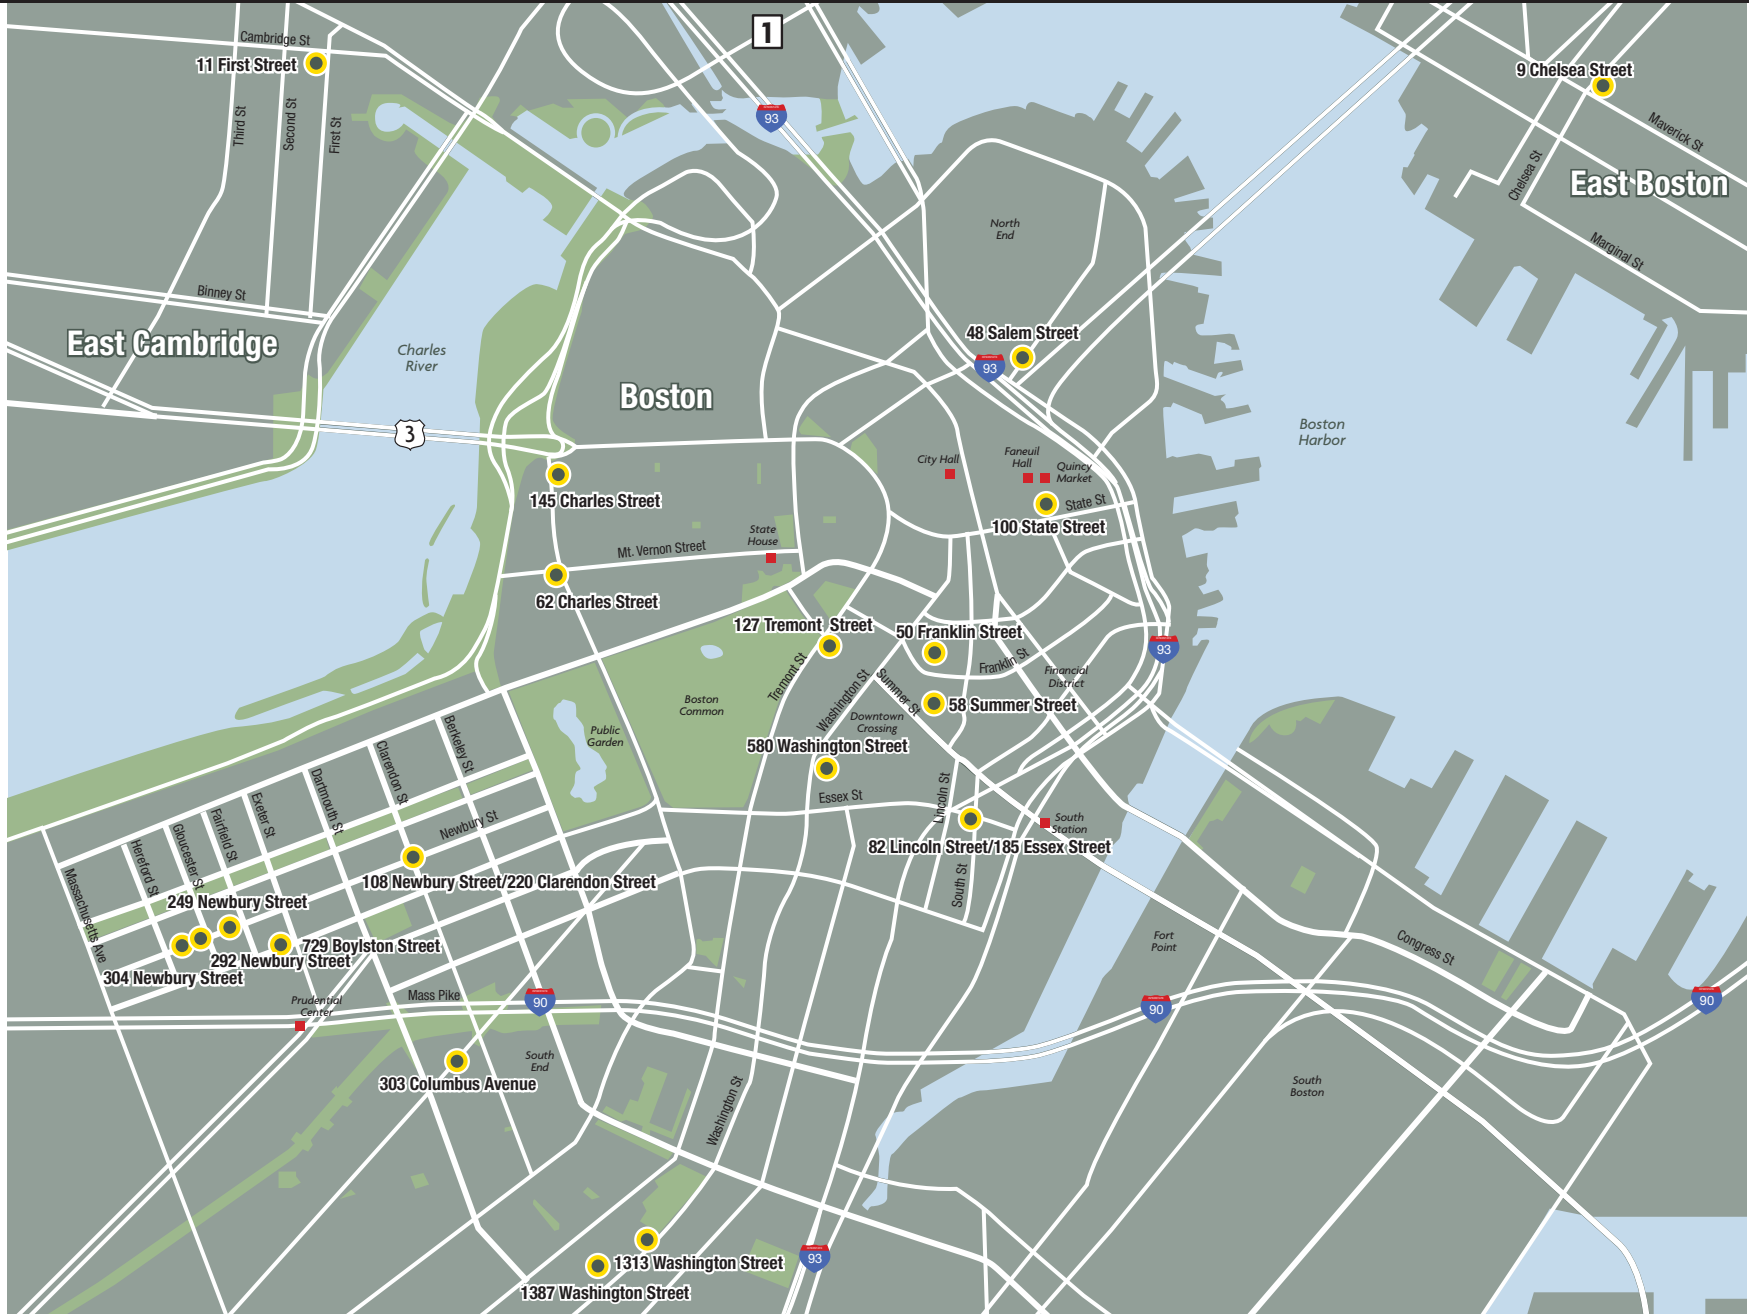 1
Cambridge St
11 First Street
9 Chelsea Street
93
Third St
Second St
First St
Maverick St
Chelsea St
East Boston
North
End
Marginal St
Binney St
East Cambridge
Charles
River
48 Salem Street
93
Boston
3
Boston
Harbor
City Hall
Faneuil
Hall
Quincy
Market
145 Charles Street
State St
100 State Street
State
House
Mt. Vernon Street
62 Charles Street
127 Tremont Street
50 Franklin Street
93
Franklin St
Financial
District
Tremont St
Washington St
Summer St
Boston
Common
58 Summer Street
Downtown
Crossing
Public
Garden
580 Washington Street
Berkeley St
Clarendon St
Dartmouth St
Exeter St
Fairfield St
Gloucester St
Hereford St
Massachusetts Ave
Newbury St
Essex St
Lincoln St
South
Station
82 Lincoln Street/185 Essex Street
South St
108 Newbury Street/220 Clarendon Street
249 Newbury Street
729 Boylston Street
292 Newbury Street
304 Newbury Street
Fort
Point
Congress St
Prudential
Center
Mass Pike
90
90
90
South
End
303 Columbus Avenue
South
Boston
Washington St
93
1313 Washington Street
1387 Washington Street